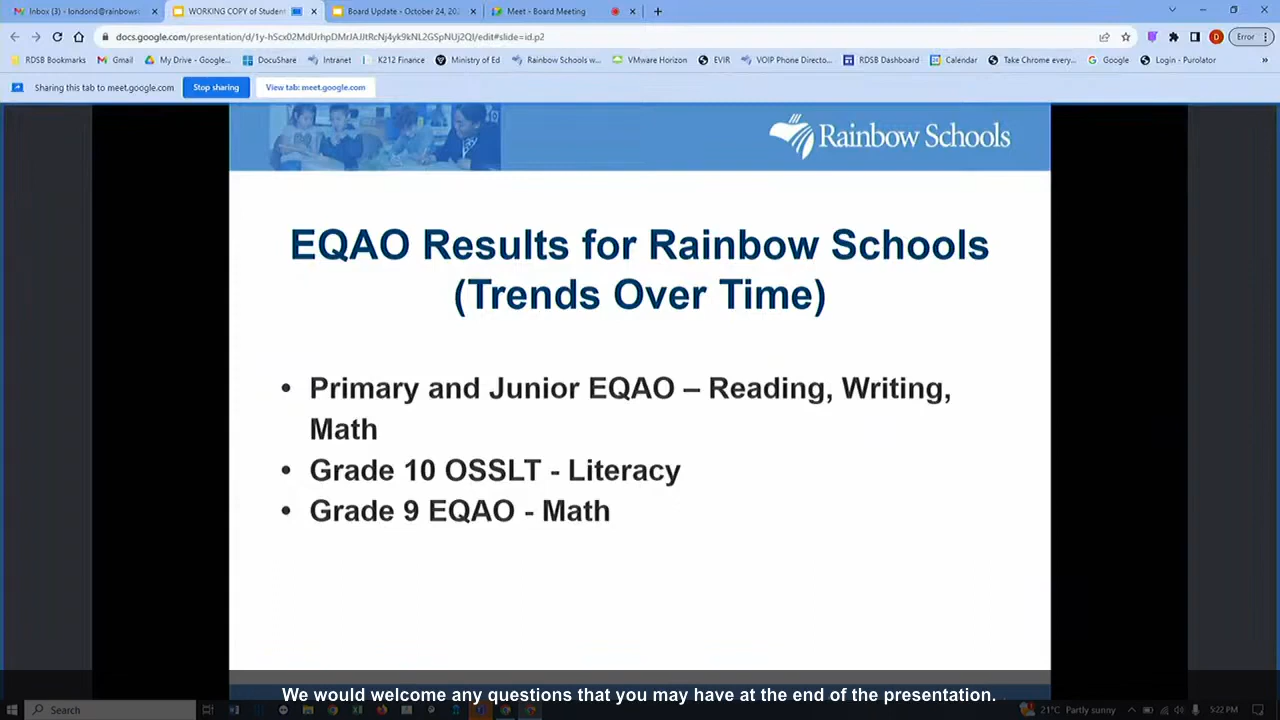 Inbox (3) - londond@rainbows
WORKING COPY of Student
Board Update - October 24, 202
Meet - Board Meeting
docs.google.com/presentation/d/1y-hScx02MdUrhpDMrJAJJtRcNj4yk9kNL2GSpNUj2QI/edit#slide=id.p2
Error
RDSB Bookmarks
Gmail
My Drive - Google...
DocuShare
Intranet
K212 Finance
Ministry of Ed
Rainbow Schools w...
VMware Horizon
EVIR
VOIP Phone Directo...
RDSB Dashboard
Calendar
Take Chrome every...
Google
Login - Purolator
»
Sharing this tab to meet.google.com
Stop sharing
View tab: meet.google.com
Rainbow Schools
EQAO Results for Rainbow Schools
(Trends Over Time)
• Primary and Junior EQAO – Reading, Writing,
Math
• Grade 10 OSSLT - Literacy
• Grade 9 EQAO - Math
We would welcome any questions that you may have at the end of the presentation.
Search
21°C Partly sunny
5:22 PM